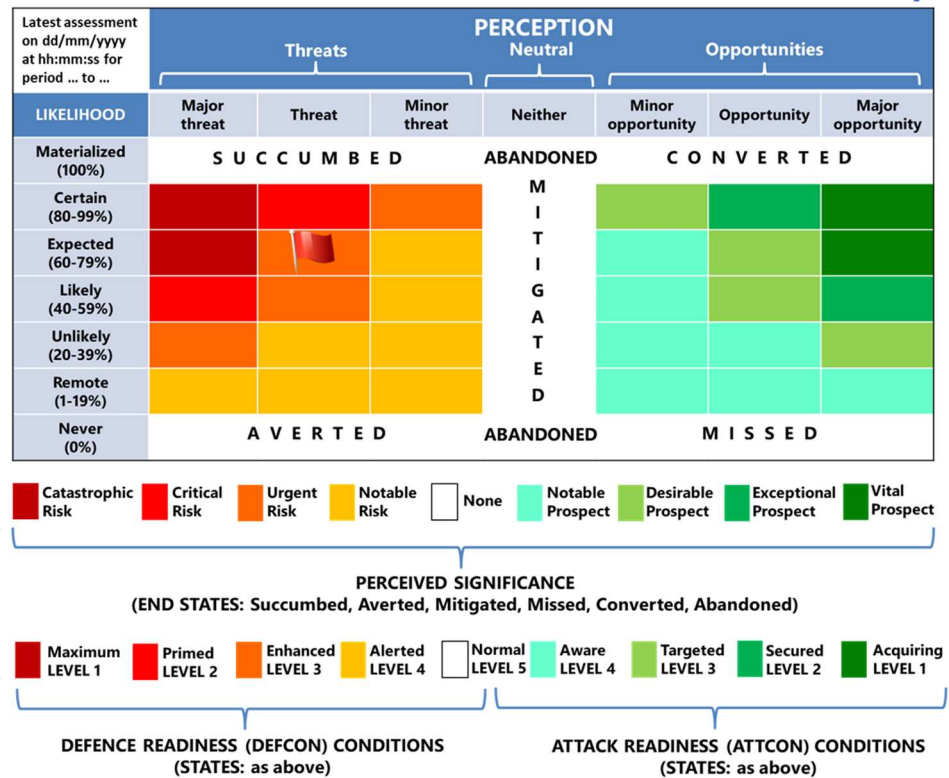 Latest assessment
on dd/mm/yyyy
at hh:mm:ss for
period ... to ...
PERCEPTION
Threats
Neutral
Opportunities
LIKELIHOOD
Major
threat
Threat
Minor
threat
Neither
Minor
opportunity
Opportunity
Major
opportunity
Materialized
(100%)
SUCCUMBED
ABANDONED
CONVERTED
Certain
(80-99%)
Expected
(60-79%)
Likely
(40-59%)
Unlikely
(20-39%)
Remote
(1-19%)
MITIGATED
Never
(0%)
AVERTED
ABANDONED
MISSED
Catastrophic
Risk
Critical
Risk
Urgent
Risk
Notable
Risk
None
Notable
Prospect
Desirable
Prospect
Exceptional
Prospect
Vital
Prospect
PERCEIVED SIGNIFICANCE
(END STATES: Succumbed, Averted, Mitigated, Missed, Converted, Abandoned)
Maximum
LEVEL 1
Primed
LEVEL 2
Enhanced
LEVEL 3
Alerted
LEVEL 4
Normal
LEVEL 5
Aware
LEVEL 4
Targeted
LEVEL 3
Secured
LEVEL 2
Acquiring
LEVEL 1
DEFENCE READINESS (DEFCON) CONDITIONS
(STATES: as above)
ATTACK READINESS (ATTCON) CONDITIONS
(STATES: as above)